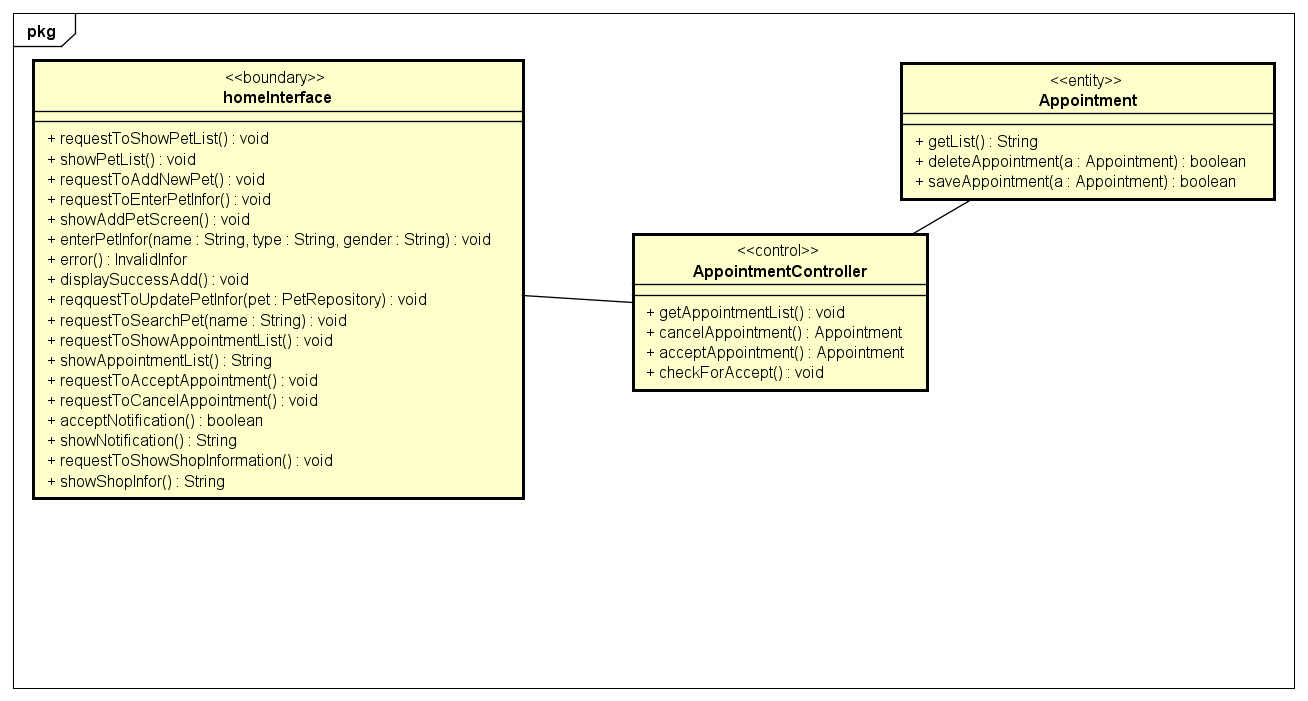 pkg
<<boundary>>
homeInterface
+ requestToShowPetList() : void
+ showPetList() : void
+ requestToAddNewPet() : void
+ requestToEnterPetInfor() : void
+ showAddPetScreen() : void
+ enterPetInfor(name : String, type : String, gender : String) : void
+ error() : InvalidInfor
+ displaySuccessAdd() : void
+ reqquestToUpdatePetInfor(pet : PetRepository) : void
+ requestToSearchPet(name : String) : void
+ requestToShowAppointmentList() : void
+ showAppointmentList() : String
+ requestToAcceptAppointment() : void
+ requestToCancelAppointment() : void
+ acceptNotification() : boolean
+ showNotification() : String
+ requestToShowShopInformation() : void
+ showShopInfor() : String
<<control>>
AppointmentController
+ getAppointmentList() : void
+ cancelAppointment() : Appointment
+ acceptAppointment() : Appointment
+ checkForAccept() : void
<<entity>>
Appointment
+ getList() : String
+ deleteAppointment(a : Appointment) : boolean
+ saveAppointment(a : Appointment) : boolean